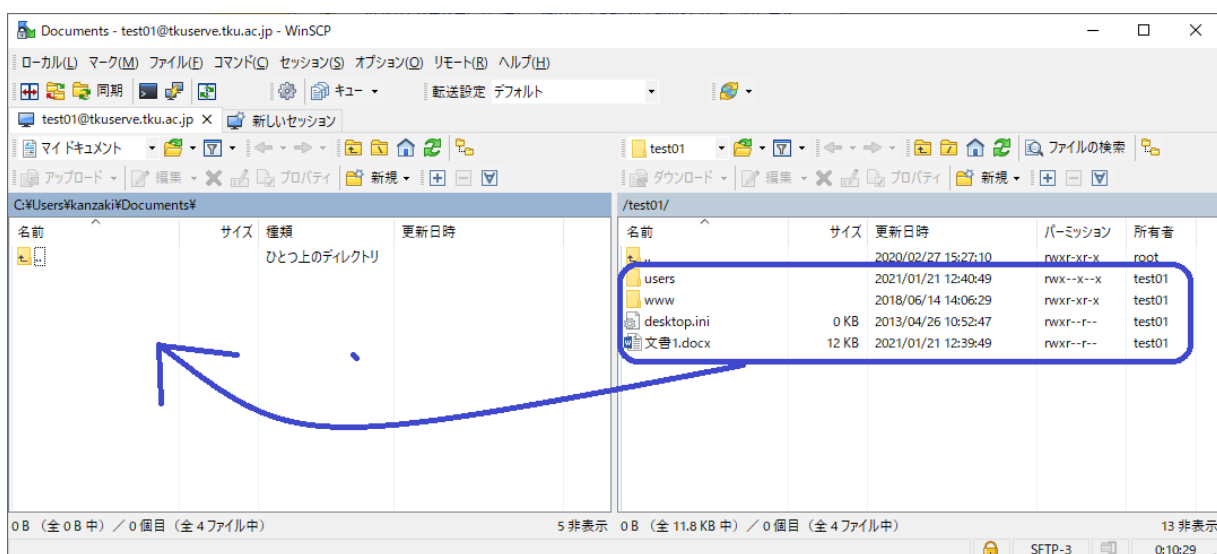 Documents - test01@tkuserve.tku.ac.jp - WinSCP
ローカル(L) マーク(M) ファイル(F) コマンド(C) セッション(S) オプション(O) リモート(R) ヘルプ(H)
同期 キュー 転送設定 デフォルト
test01@tkuserve.tku.ac.jp 新しいセッション
マイ ドキュメント test01 ファイルの検索
アップロード 編集 プロパティ 新規 ダウンロード 編集 プロパティ 新規
C:¥Users¥kanzaki¥Documents¥ /test01/
名前 サイズ 種類 更新日時 名前 サイズ 更新日時 パーミッション 所有者
.. ひとつ上のディレクトリ .. 2020/02/27 15:27:10 rwxr-xr-x root
users 2021/01/21 12:40:49 rwx--x--x test01
www 2018/06/14 14:06:29 rwxr-xr-x test01
desktop.ini 0 KB 2013/04/26 10:52:47 rwxr--r-- test01
文書1.docx 12 KB 2021/01/21 12:39:49 rwxr--r-- test01
0 B (全 0 B 中) / 0 個目 (全 4 ファイル中) 5 非表示 0 B (全 11.8 KB 中) / 0 個目 (全 4 ファイル中) 13 非表示
SFTP-3 0:10:29